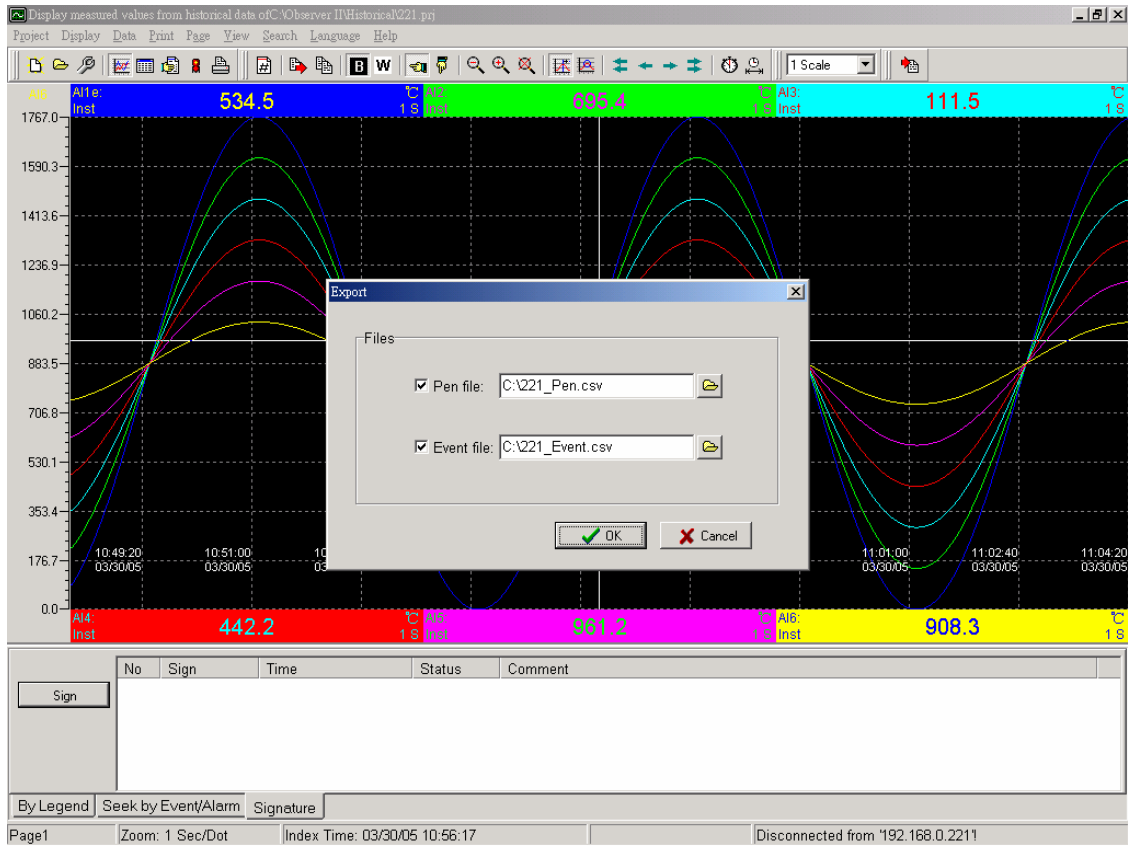 Display measured values from historical data ofC:\Observer II\Historical\221.prj
Project Display Data Print Page View Search Language Help
B W 1 Scale
AI6: AI1e: 534.5 °C AI2: 695.4 °C AI3: 111.5 °C
Inst 1 S Inst 1 S Inst 1 S
1767.0
1590.3
1413.6
1236.9
1060.2
883.5
706.8
530.1
353.4
176.7
0.0
Export
Files
Pen file: C:\221_Pen.csv
Event file: C:\221_Event.csv
OK Cancel
10:49:20 10:51:00 10 11:01:00 11:02:40 11:04:20
03/30/05 03/30/05 03 03/30/05 03/30/05 03/30/05
AI4: 442.2 °C AI5: 961.2 °C AI6: 908.3 °C
Inst 1 S Inst 1 S Inst 1 S
No Sign Time Status Comment
Sign
By Legend Seek by Event/Alarm Signature
Page1 Zoom: 1 Sec/Dot Index Time: 03/30/05 10:56:17 Disconnected from '192.168.0.221'!